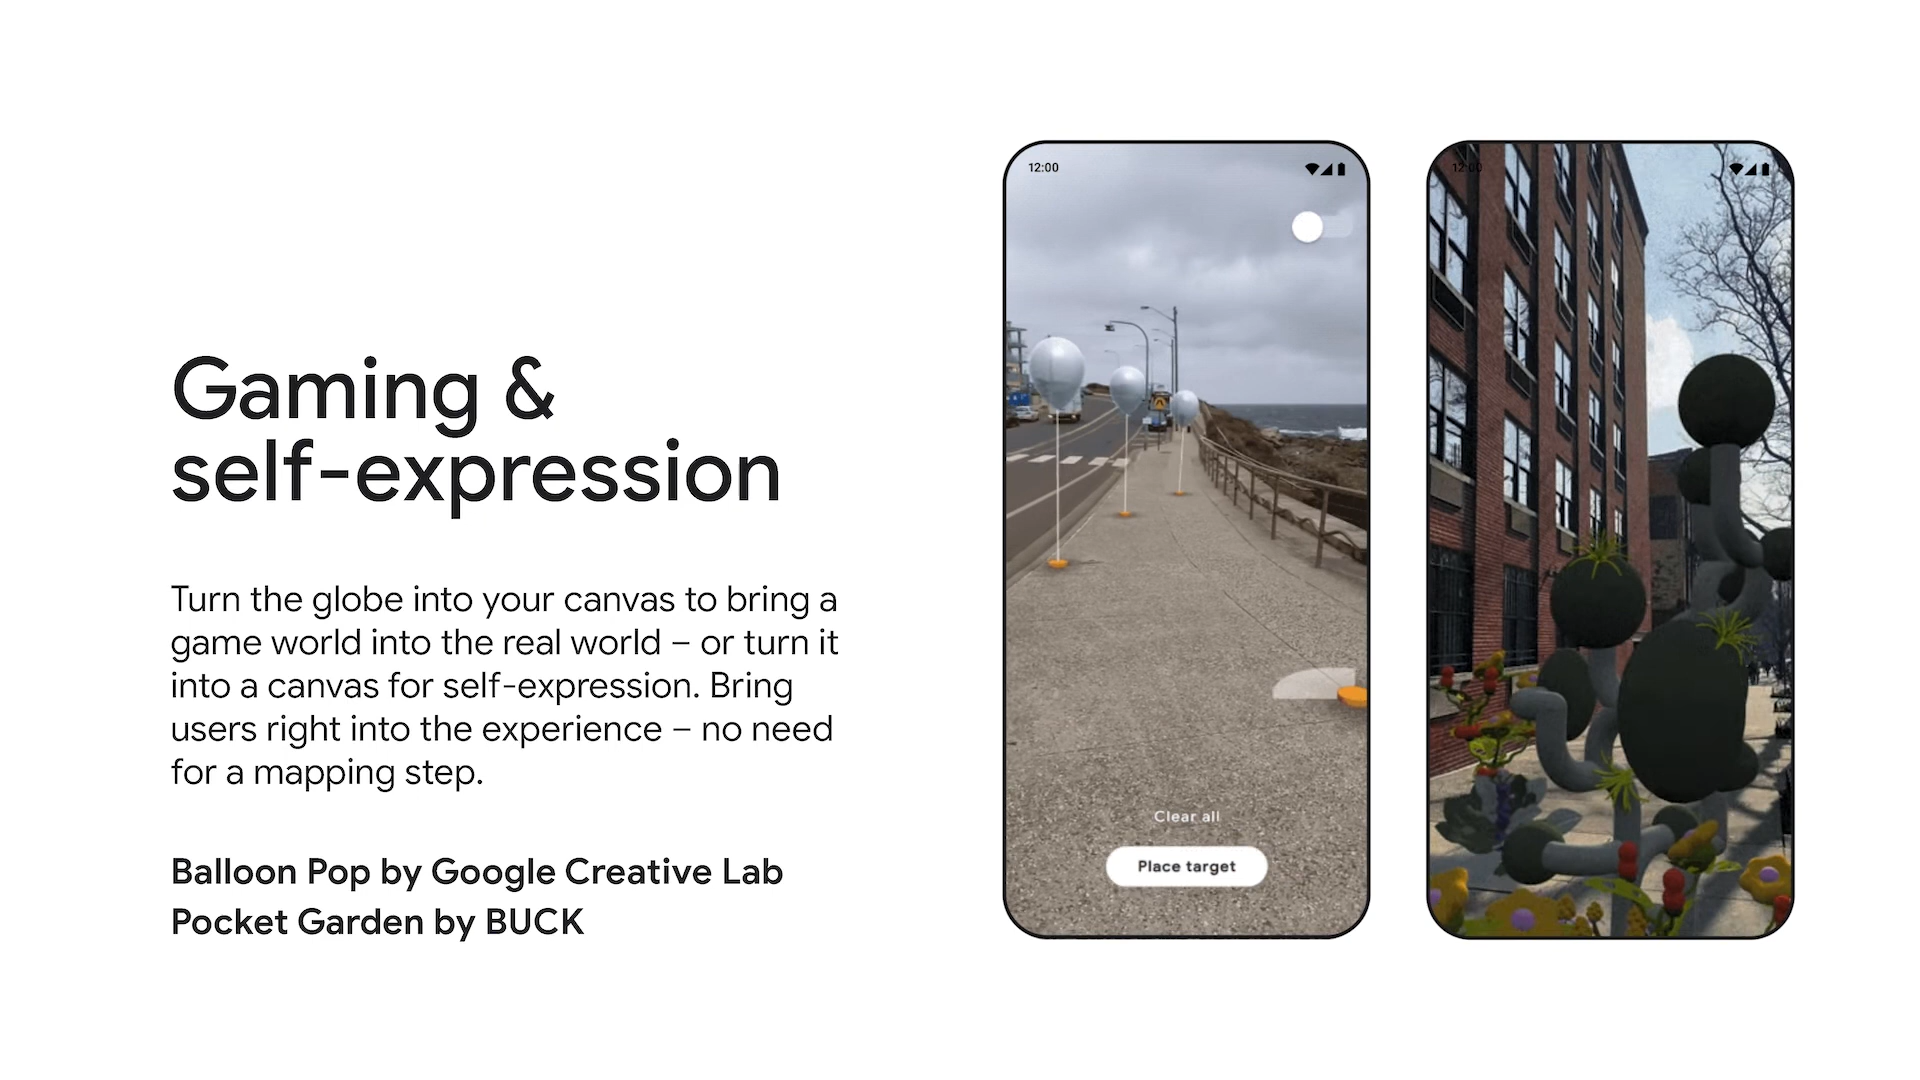 Gaming &
self-expression
Turn the globe into your canvas to bring a
game world into the real world – or turn it
into a canvas for self-expression. Bring
users right into the experience – no need
for a mapping step.
Balloon Pop by Google Creative Lab
Pocket Garden by BUCK
12:00
Clear all
Place target
12:00